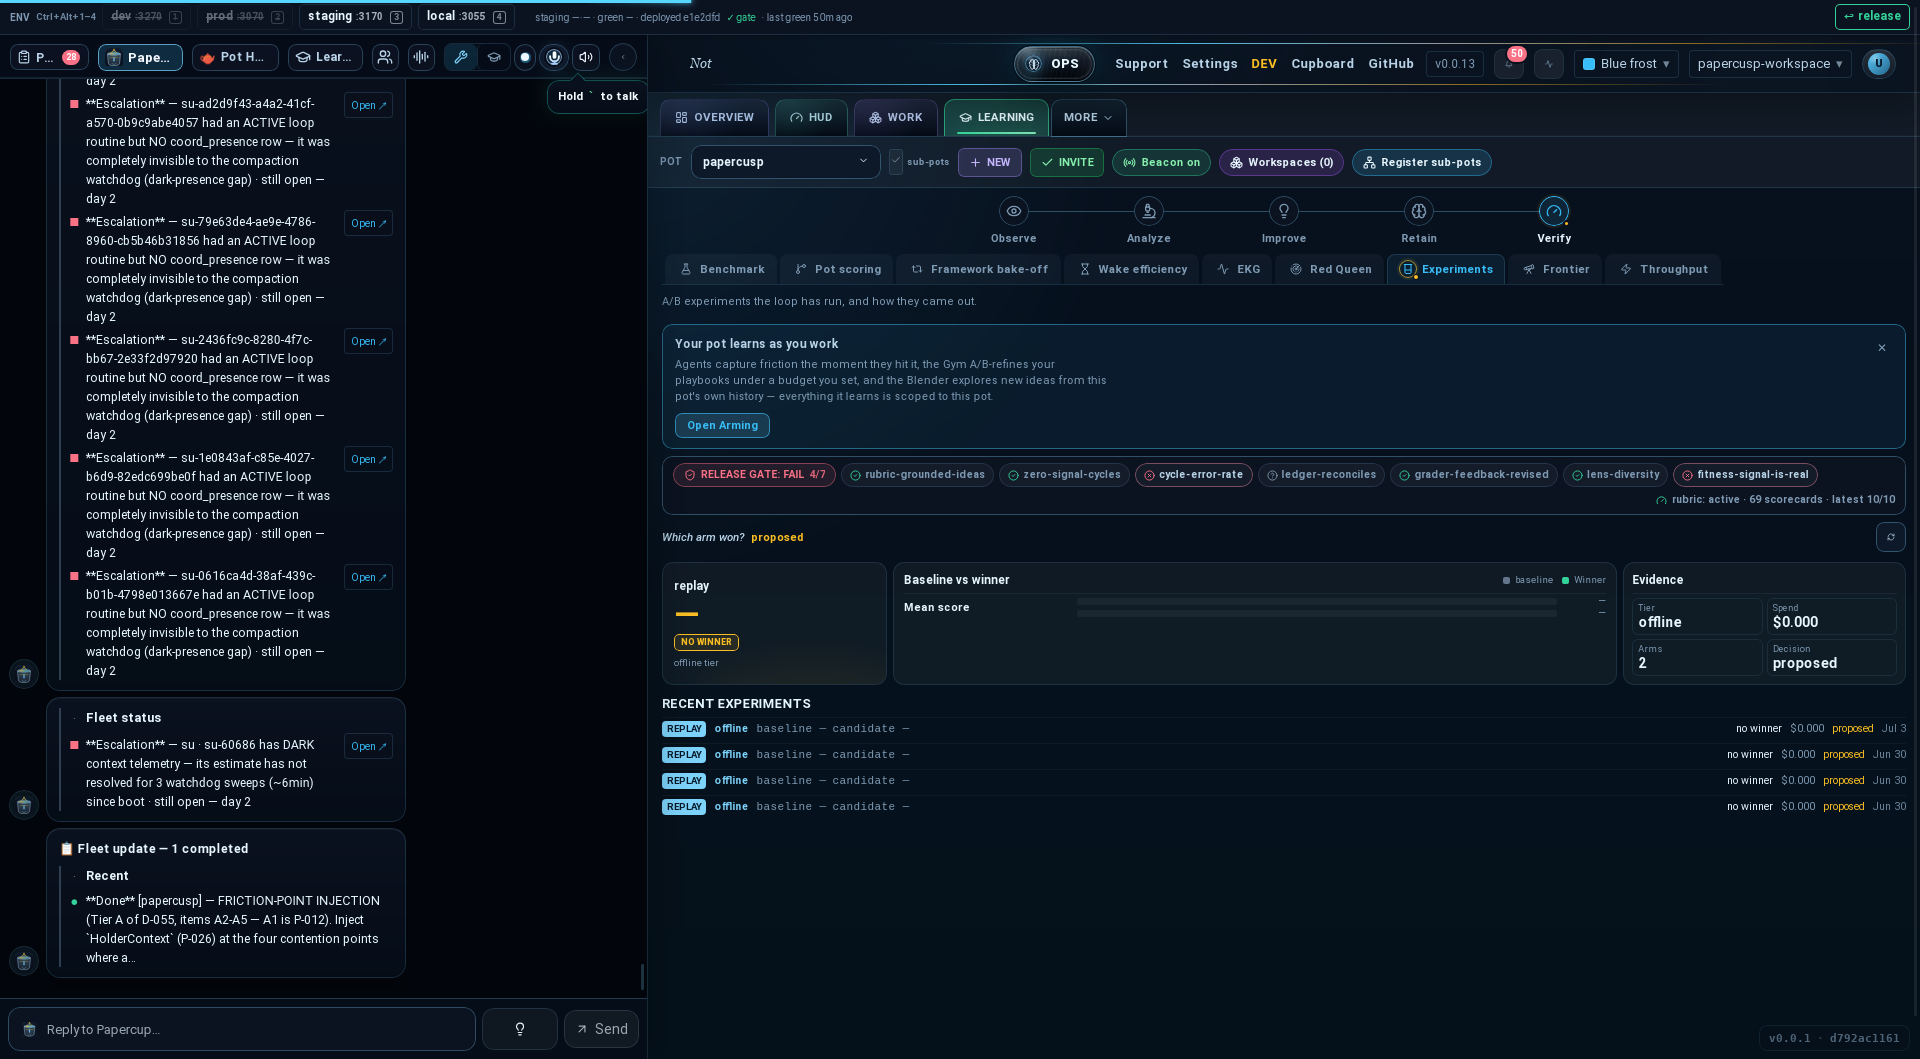 ENV Ctrl+Alt+1–4 dev :3270 1 prod :3070 2 staging :3170 3 local :3055 4 staging — — · green — · deployed e1e2dfd ✓ gate · last green 50m ago ↩ release
P... 28 Pape... Pot H... Lear...
Hold ` to talk
Not OPS Support Settings DEV Cupboard GitHub v0.0.13 50 Blue frost ▾ papercusp-workspace ▾ U
OVERVIEW HUD WORK LEARNING MORE
POT papercusp sub-pots NEW INVITE Beacon on Workspaces (0) Register sub-pots
Observe Analyze Improve Retain Verify
Benchmark Pot scoring Framework bake-off Wake efficiency EKG Red Queen Experiments Frontier Throughput
A/B experiments the loop has run, and how they came out.
Your pot learns as you work
Agents capture friction the moment they hit it, the Gym A/B-refines your
playbooks under a budget you set, and the Blender explores new ideas from this
pot's own history — everything it learns is scoped to this pot.
Open Arming
RELEASE GATE: FAIL 4/7 rubric-grounded-ideas zero-signal-cycles cycle-error-rate ledger-reconciles grader-feedback-revised lens-diversity fitness-signal-is-real
rubric: active · 69 scorecards · latest 10/10
Which arm won? proposed
replay
—
NO WINNER
offline tier
Baseline vs winner baseline Winner
Mean score —
—
Evidence
Tier
offline
Spend
$0.000
Arms
2
Decision
proposed
RECENT EXPERIMENTS
REPLAY offline baseline — candidate — no winner $0.000 proposed Jul 3
REPLAY offline baseline — candidate — no winner $0.000 proposed Jun 30
REPLAY offline baseline — candidate — no winner $0.000 proposed Jun 30
REPLAY offline baseline — candidate — no winner $0.000 proposed Jun 30
v0.0.1 · d792ac1161
day 2
**Escalation** — su-ad2d9f43-a4a2-41cf- Open ↗
a570-0b9c9abe4057 had an ACTIVE loop
routine but NO coord_presence row — it was
completely invisible to the compaction
watchdog (dark-presence gap) · still open —
day 2
**Escalation** — su-79e63de4-ae9e-4786- Open ↗
8960-cb5b46b31856 had an ACTIVE loop
routine but NO coord_presence row — it was
completely invisible to the compaction
watchdog (dark-presence gap) · still open —
day 2
**Escalation** — su-2436fc9c-8280-4f7c- Open ↗
bb67-2e33f2d97920 had an ACTIVE loop
routine but NO coord_presence row — it was
completely invisible to the compaction
watchdog (dark-presence gap) · still open —
day 2
**Escalation** — su-1e0843af-c85e-4027- Open ↗
b6d9-82edc699be0f had an ACTIVE loop
routine but NO coord_presence row — it was
completely invisible to the compaction
watchdog (dark-presence gap) · still open —
day 2
**Escalation** — su-0616ca4d-38af-439c- Open ↗
b01b-4798e013667e had an ACTIVE loop
routine but NO coord_presence row — it was
completely invisible to the compaction
watchdog (dark-presence gap) · still open —
day 2
· Fleet status
**Escalation** — su · su-60686 has DARK Open ↗
context telemetry — its estimate has not
resolved for 3 watchdog sweeps (~6min)
since boot · still open — day 2
📋 Fleet update — 1 completed
· Recent
**Done** [papercusp] — FRICTION-POINT INJECTION
(Tier A of D-055, items A2-A5 — A1 is P-012). Inject
`HolderContext` (P-026) at the four contention points
where a…
Reply to Papercup... Send